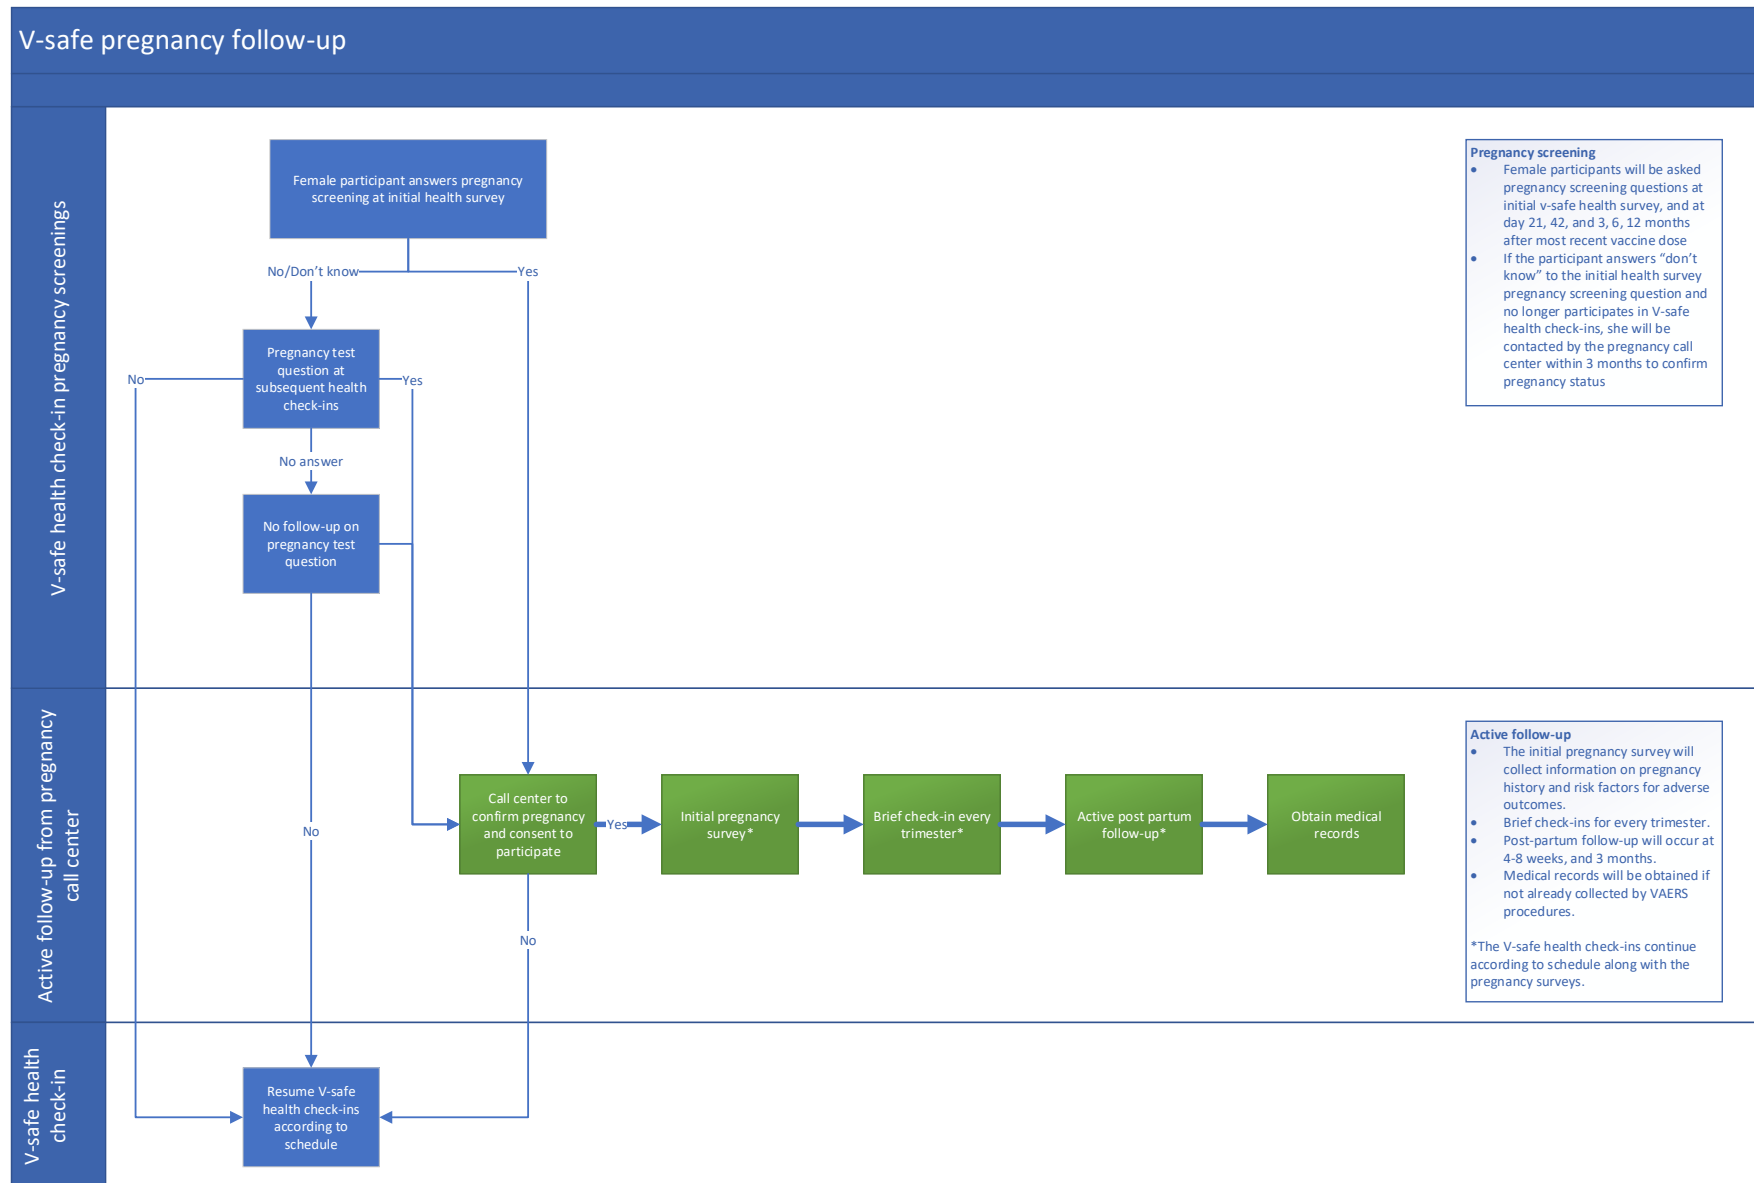 V-safe pregnancy follow-up
V-safe health check-in pregnancy screenings
Female participant answers pregnancy
screening at initial health survey
No/Don't know
Yes
Pregnancy test
question at
subsequent health
check-ins
No
Yes
No answer
No follow-up on
pregnancy test
question
Pregnancy screening
• Female participants will be asked
pregnancy screening questions at
initial v-safe health survey, and at
day 21, 42, and 3, 6, 12 months
after most recent vaccine dose
• If the participant answers “don't
know” to the initial health survey
pregnancy screening question and
no longer participates in V-safe
health check-ins, she will be
contacted by the pregnancy call
center within 3 months to confirm
pregnancy status
Active follow-up from pregnancy
call center
No
Call center to
confirm pregnancy
and consent to
participate
Yes
Initial pregnancy
survey*
Brief check-in every
trimester*
Active post partum
follow-up*
Obtain medical
records
No
Active follow-up
• The initial pregnancy survey will
collect information on pregnancy
history and risk factors for adverse
outcomes.
• Brief check-ins for every trimester.
• Post-partum follow-up will occur at
4-8 weeks, and 3 months.
• Medical records will be obtained if
not already collected by VAERS
procedures.
*The V-safe health check-ins continue
according to schedule along with the
pregnancy surveys.
V-safe health
check-in
Resume V-safe
health check-ins
according to
schedule